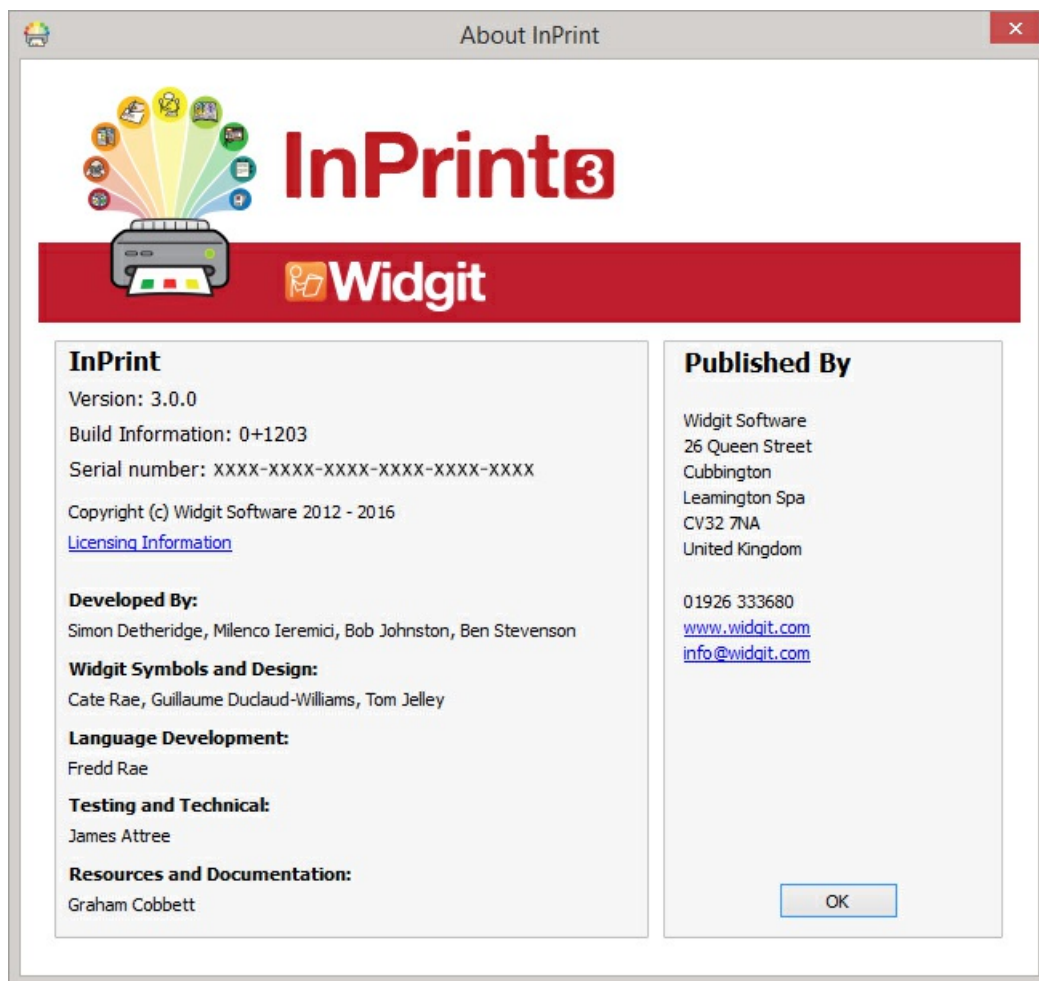 About InPrint
InPrint3
Widgit
InPrint
Version: 3.0.0
Build Information: 0+1203
Serial number: XXXX-XXXX-XXXX-XXXX-XXXX-XXXX
Copyright (c) Widgit Software 2012 - 2016
Licensing Information
Developed By:
Simon Detheridge, Milenco Ieremici, Bob Johnston, Ben Stevenson
Widgit Symbols and Design:
Cate Rae, Guillaume Duclaud-Williams, Tom Jelley
Language Development:
Fredd Rae
Testing and Technical:
James Attree
Resources and Documentation:
Graham Cobbett
Published By
Widgit Software
26 Queen Street
Cubbington
Leamington Spa
CV32 7NA
United Kingdom
01926 333680
www.widgit.com
info@widgit.com
OK